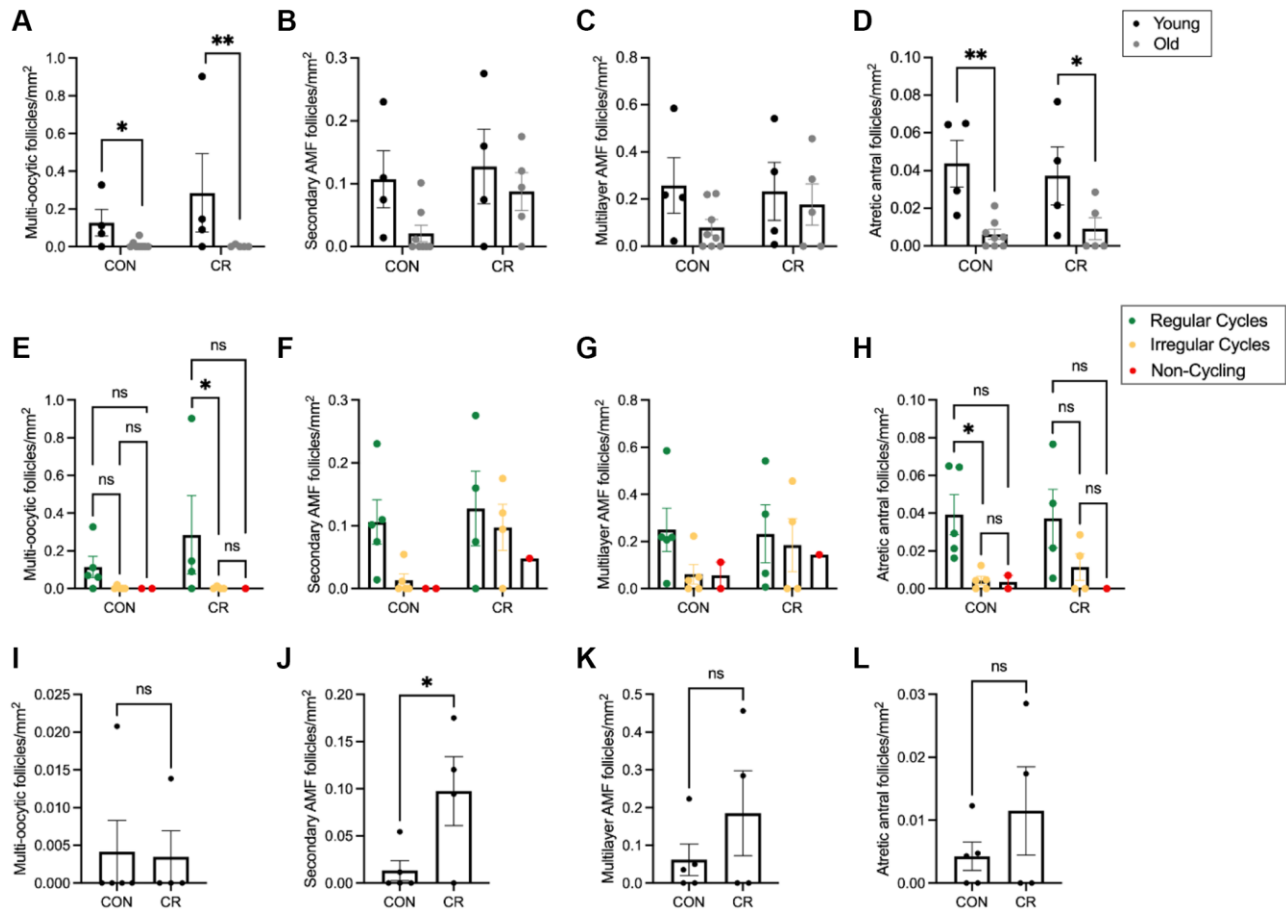 A
B
C
D
Young
Old
Multi-oocytic follicles/mm²
1.0
0.8
0.6
0.4
0.2
0.0
*
**
CON
CR
Secondary AMF follicles/mm²
0.3
0.2
0.1
0.0
CON
CR
Multilayer AMF follicles/mm²
0.8
0.6
0.4
0.2
0.0
CON
CR
Atretic antral follicles/mm²
0.10
0.08
0.06
0.04
0.02
0.00
**
*
CON
CR
Regular Cycles
Irregular Cycles
Non-Cycling
E
F
G
H
Multi-oocytic follicles/mm²
1.0
0.8
0.6
0.4
0.2
0.0
ns
ns
ns
ns
*
ns
CON
CR
Secondary AMF follicles/mm²
0.3
0.2
0.1
0.0
CON
CR
Multilayer AMF follicles/mm²
0.8
0.6
0.4
0.2
0.0
CON
CR
Atretic antral follicles/mm²
0.10
0.08
0.06
0.04
0.02
0.00
ns
*
ns
ns
ns
ns
CON
CR
I
J
K
L
Multi-oocytic follicles/mm²
0.025
0.020
0.015
0.010
0.005
0.000
ns
CON
CR
Secondary AMF follicles/mm²
0.20
0.15
0.10
0.05
0.00
*
CON
CR
Multilayer AMF follicles/mm²
0.5
0.4
0.3
0.2
0.1
0.0
ns
CON
CR
Atretic antral follicles/mm²
0.03
0.02
0.01
0.00
ns
CON
CR